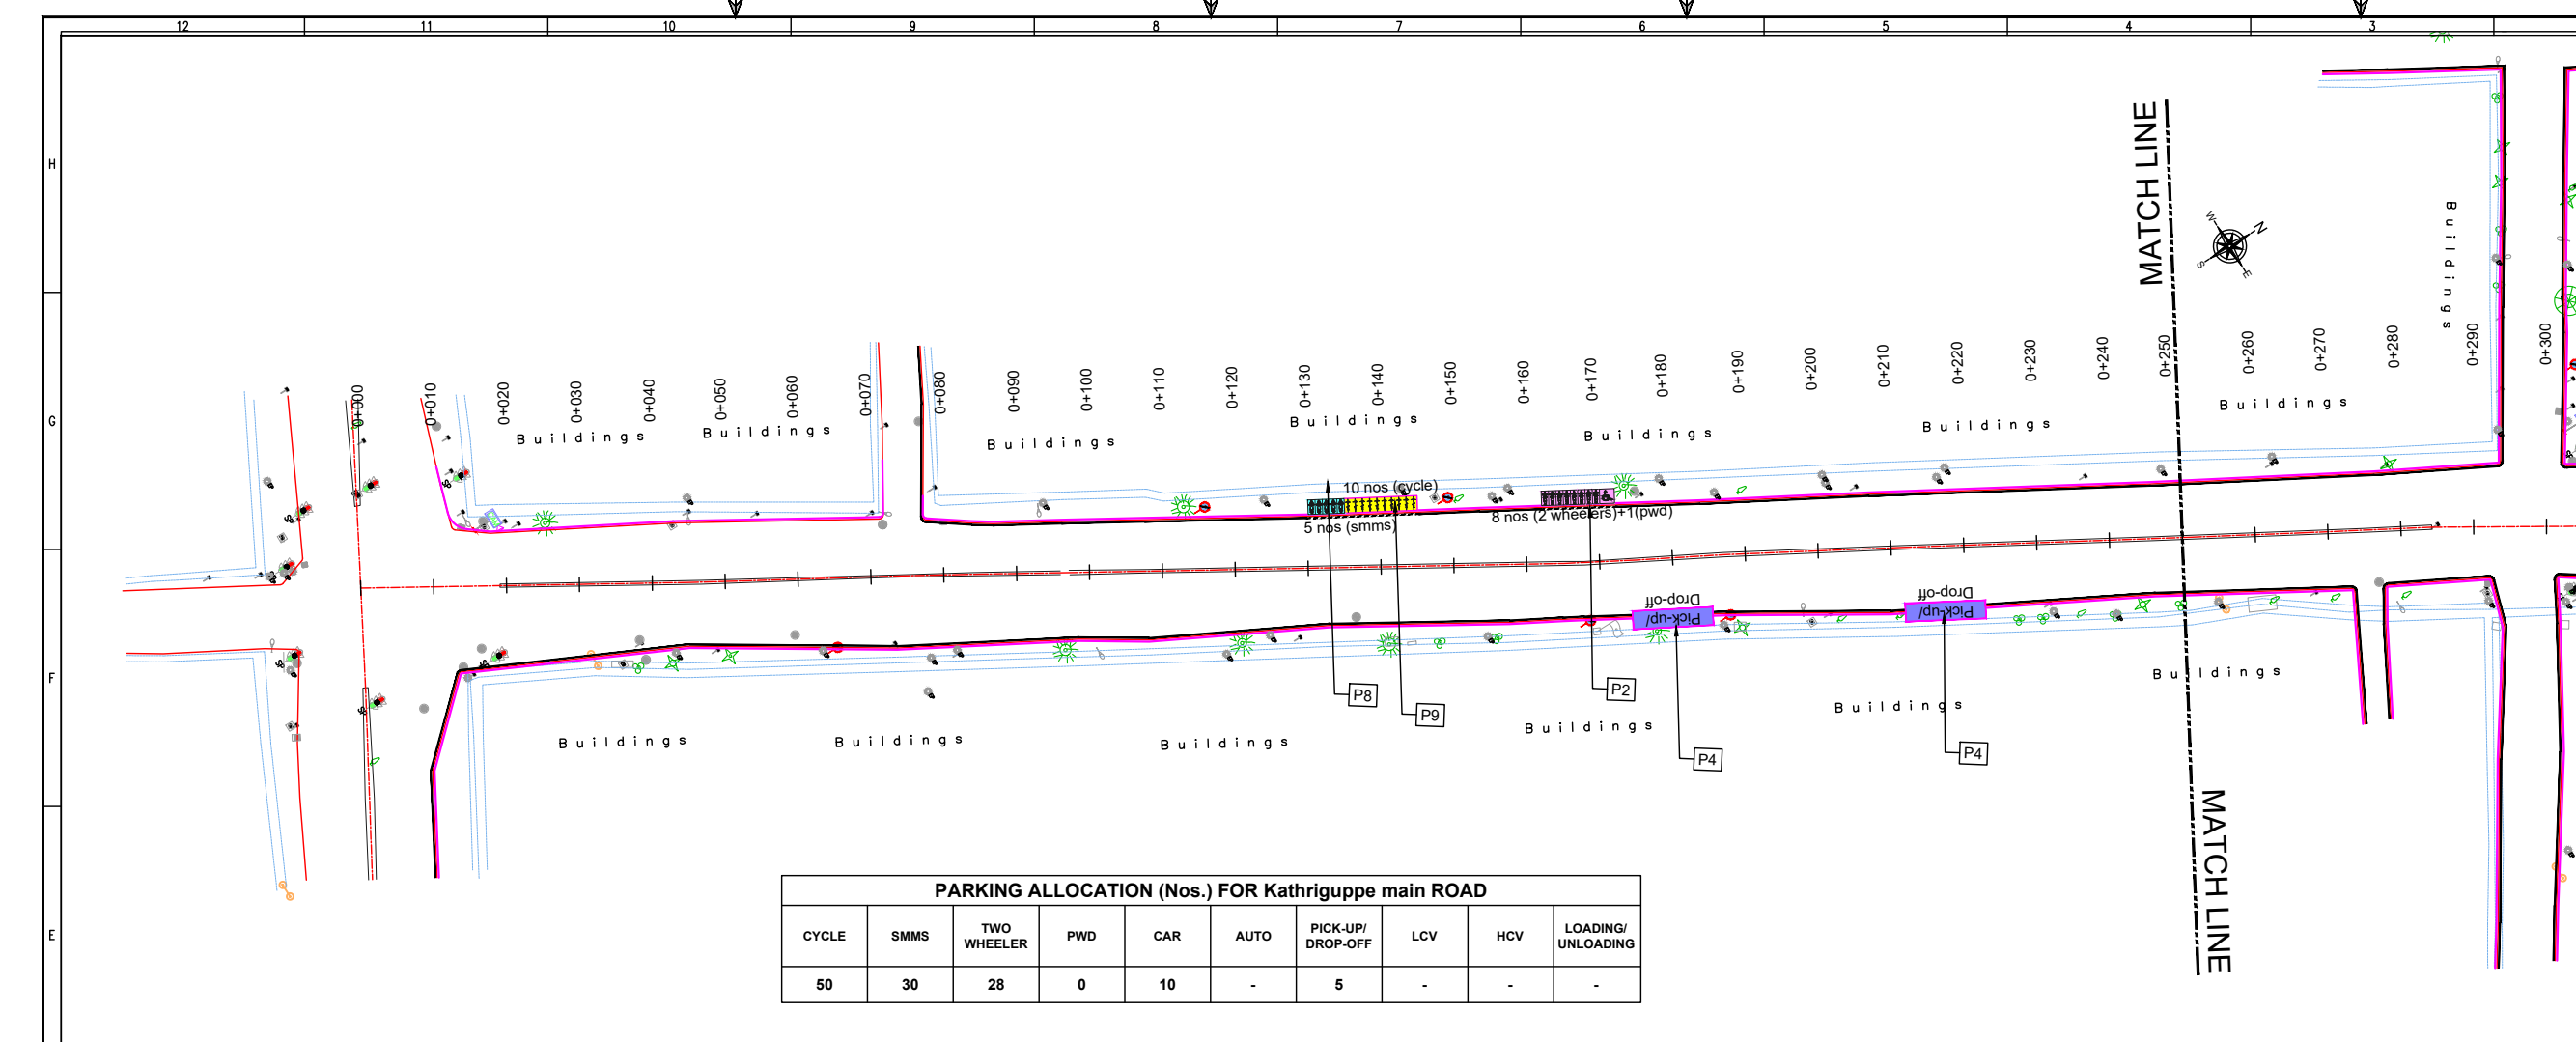 12 11 10 9 8 7 6 5 4 3
H
G
F
E
MATCH LINE
W
N
S
E
Buildings
0+000 0+010 0+020 0+030 0+040 0+050 0+060 0+070 0+080 0+090 0+100 0+110 0+120 0+130 0+140 0+150 0+160 0+170 0+180 0+190 0+200 0+210 0+220 0+230 0+240 0+250 0+260 0+270 0+280 0+290 0+300
Buildings
Buildings
Buildings
Buildings
Buildings
Buildings
Buildings
10 nos (cycle)
5 nos (smms)
8 nos (2 wheelers)+1(pwd)
Pick-up/
Drop-off
Pick-up/
Drop-off
P8
P9
P2
P4
P4
Buildings
Buildings
Buildings
Buildings
Buildings
Buildings
MATCH LINE
PARKING ALLOCATION (Nos.) FOR Kathriguppe main ROAD
CYCLE SMMS TWO WHEELER PWD CAR AUTO PICK-UP/ DROP-OFF LCV HCV LOADING/ UNLOADING
50 30 28 0 10 - 5 - - -